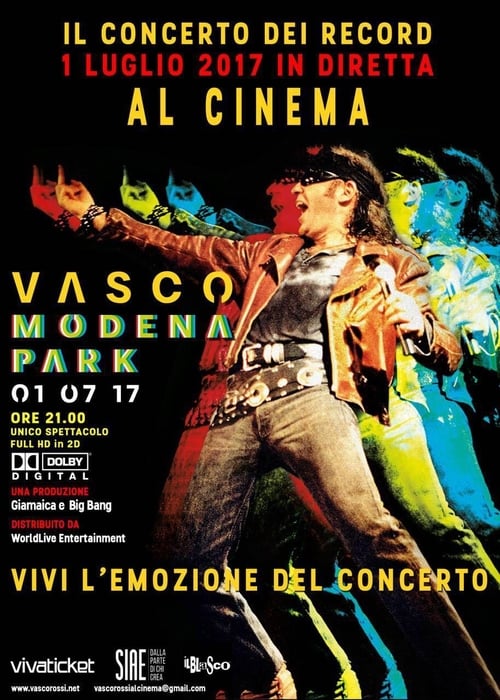 IL CONCERTO DEI RECORD
1 LUGLIO 2017 IN DIRETTA
AL CINEMA
VASCO
MODENA
PARK
01 07 17
ORE 21.00
UNICO SPETTACOLO
FULL HD in 2D
DOLBY
DIGITAL
UNA PRODUZIONE
Giamaica e Big Bang
DISTRIBUITO DA
WorldLive Entertainment
VIVI L'EMOZIONE DEL CONCERTO
vivaticket
SIAE
DALLA
PARTE
DI CHI
CREA
ilBLaSco
www.vascorossi.net
vascorossialcinema@gmail.com